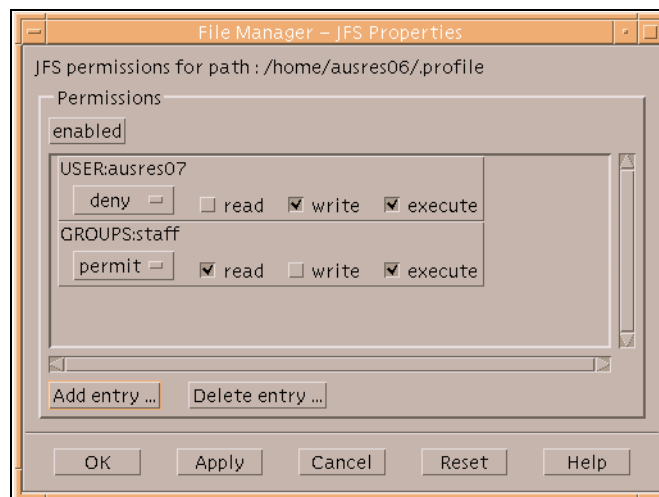 File Manager – JFS Properties
JFS permissions for path : /home/ausres06/.profile
Permissions
enabled
USER:ausres07
deny read write execute
GROUPS:staff
permit read write execute
Add entry ... Delete entry ...
OK Apply Cancel Reset Help